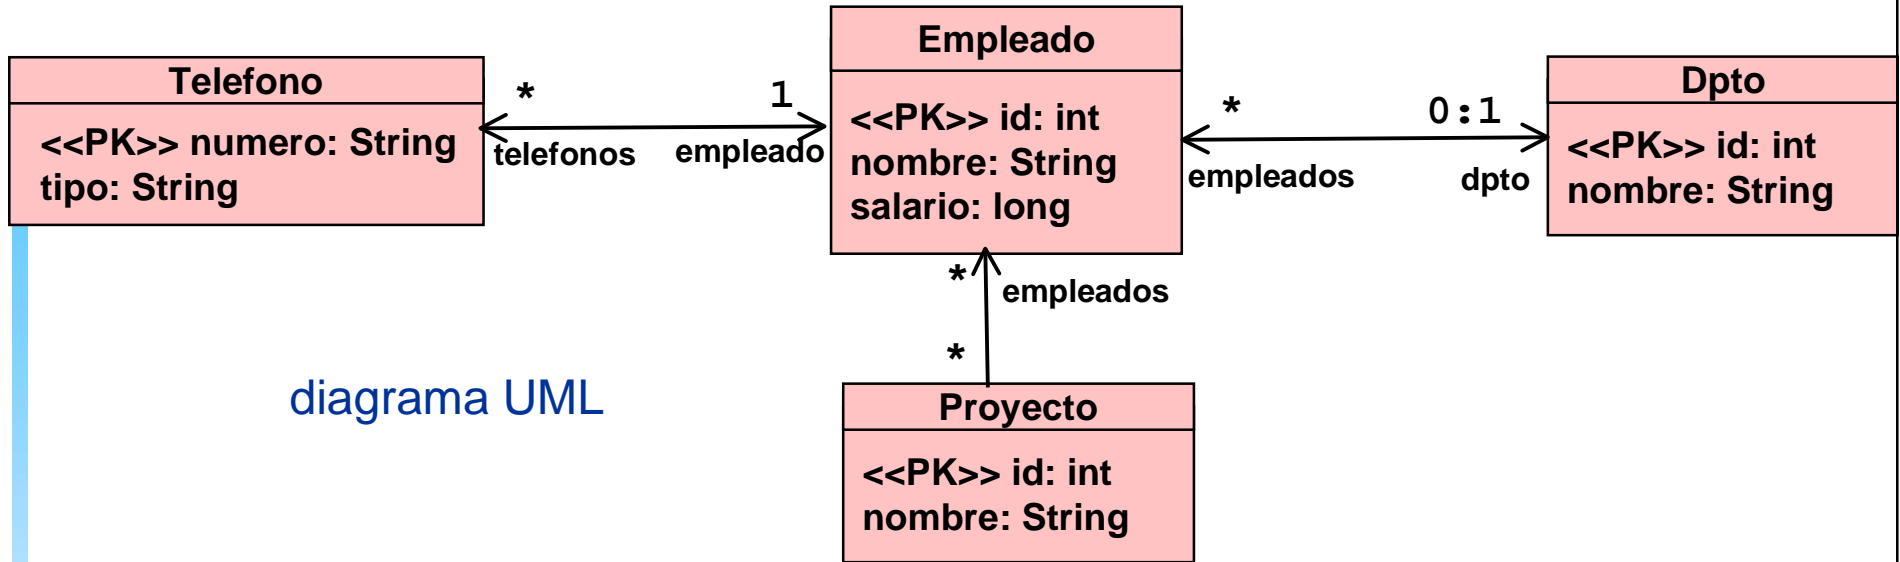 Telefono
<<PK>> numero: String
tipo: String
*
1
telefonos
empleado
Empleado
<<PK>> id: int
nombre: String
salario: long
*
0:1
empleados
dpto
Dpto
<<PK>> id: int
nombre: String
*
empleados
*
diagrama UML
Proyecto
<<PK>> id: int
nombre: String